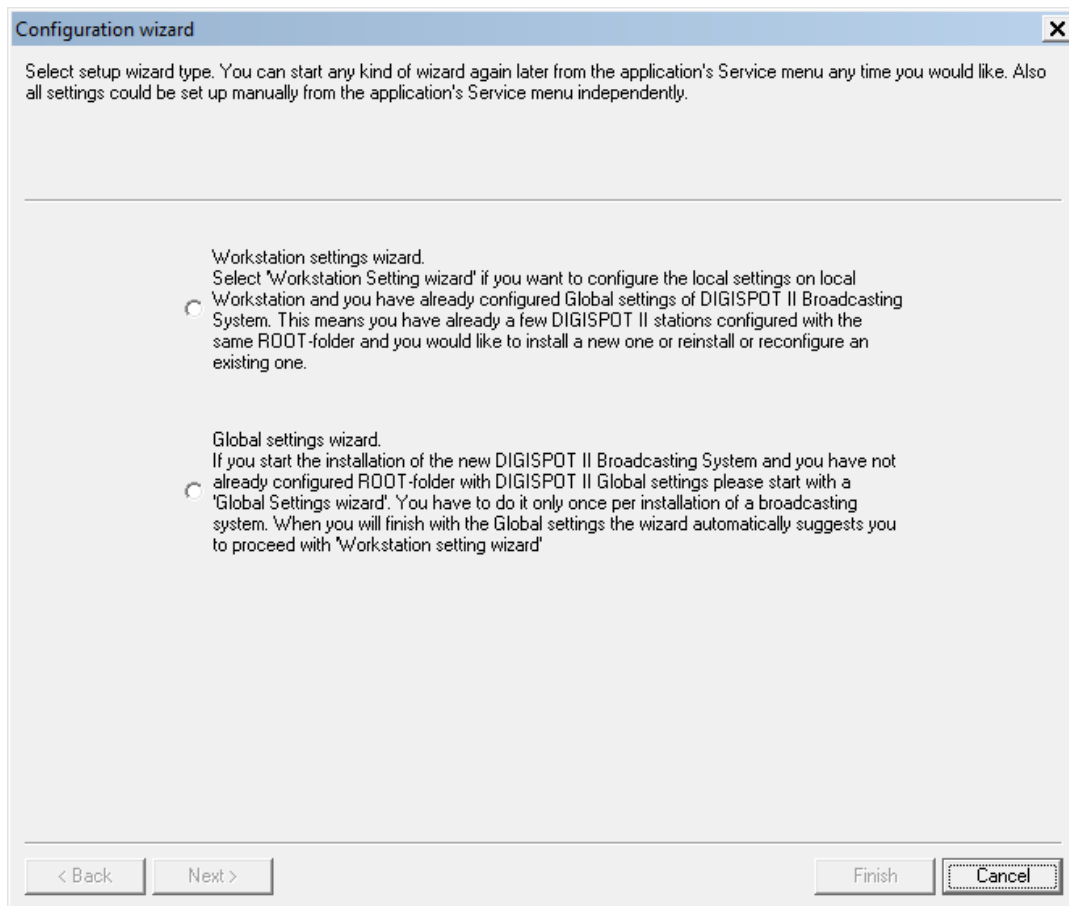 Configuration wizard
Select setup wizard type. You can start any kind of wizard again later from the application's Service menu any time you would like. Also
all settings could be set up manually from the application's Service menu independently.
Workstation settings wizard.
Select 'Workstation Setting wizard' if you want to configure the local settings on local
Workstation and you have already configured Global settings of DIGISPOT II Broadcasting
System. This means you have already a few DIGISPOT II stations configured with the
same ROOT-folder and you would like to install a new one or reinstall or reconfigure an
existing one.
Global settings wizard.
If you start the installation of the new DIGISPOT II Broadcasting System and you have not
already configured ROOT-folder with DIGISPOT II Global settings please start with a
'Global Settings wizard'. You have to do it only once per installation of a broadcasting
system. When you will finish with the Global settings the wizard automatically suggests you
to proceed with 'Workstation setting wizard'
< Back Next > Finish Cancel